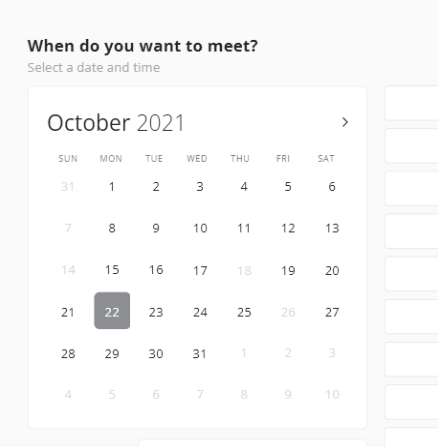 When do you want to meet?
Select a date and time
October 2021
SUN MON TUE WED THU FRI SAT
31 1 2 3 4 5 6
7 8 9 10 11 12 13
14 15 16 17 18 19 20
21 22 23 24 25 26 27
28 29 30 31 1 2 3
4 5 6 7 8 9 10